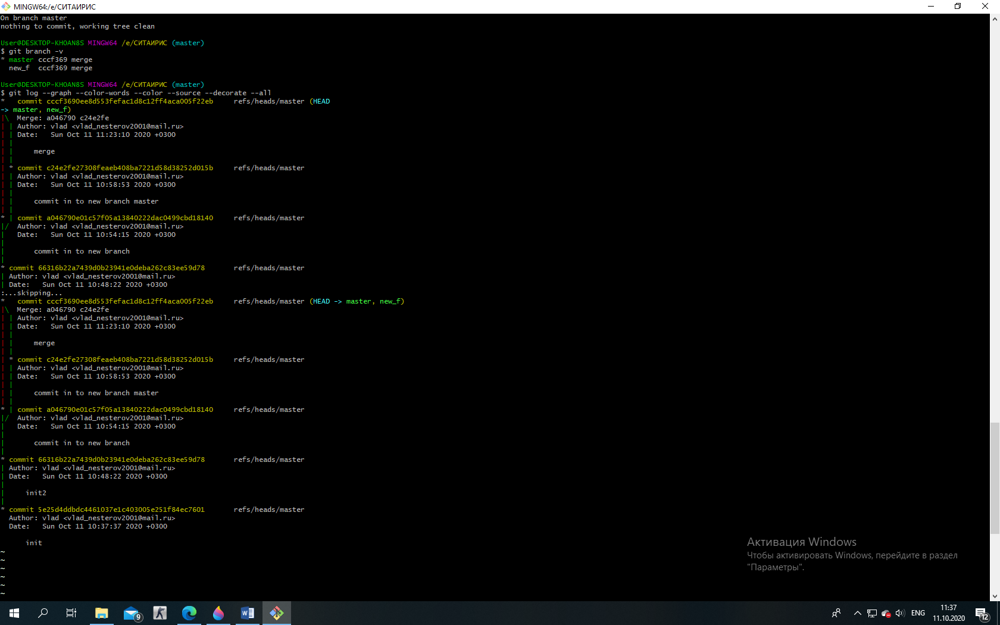 MINGW64:/e/СИТАИРИС
On branch master
nothing to commit, working tree clean
User@DESKTOP-KHOAN8S MINGW64 /e/СИТАИРИС (master)
$ git branch -v
* master cccf369 merge
new_f cccf369 merge
User@DESKTOP-KHOAN8S MINGW64 /e/СИТАИРИС (master)
$ git log --graph --color-words --color --source --decorate --all
* commit cccf3690ee8d553fefac1d8c12ff4aca005f22eb refs/heads/master (HEAD
-> master, new_f)
|\ Merge: a046790 c24e2fe
| | Author: vlad <vlad_nesterov2001@mail.ru>
| | Date: Sun Oct 11 11:23:10 2020 +0300
| |
| | merge
| |
| * commit c24e2fe27308feaeb408ba7221d58d38252d015b refs/heads/master
| | Author: vlad <vlad_nesterov2001@mail.ru>
| | Date: Sun Oct 11 10:58:53 2020 +0300
| |
| | commit in to new branch master
| |
* | commit a046790e01c57f05a13840222dac0499cbd18140 refs/heads/master
|/ Author: vlad <vlad_nesterov2001@mail.ru>
| Date: Sun Oct 11 10:54:15 2020 +0300
|
| commit in to new branch
|
* commit 66316b22a7439d0b23941e0deba262c83ee59d78 refs/heads/master
| Author: vlad <vlad_nesterov2001@mail.ru>
| Date: Sun Oct 11 10:48:22 2020 +0300
:...skipping...
* commit cccf3690ee8d553fefac1d8c12ff4aca005f22eb refs/heads/master (HEAD -> master, new_f)
|\ Merge: a046790 c24e2fe
| | Author: vlad <vlad_nesterov2001@mail.ru>
| | Date: Sun Oct 11 11:23:10 2020 +0300
| |
| | merge
| |
| * commit c24e2fe27308feaeb408ba7221d58d38252d015b refs/heads/master
| | Author: vlad <vlad_nesterov2001@mail.ru>
| | Date: Sun Oct 11 10:58:53 2020 +0300
| |
| | commit in to new branch master
| |
* | commit a046790e01c57f05a13840222dac0499cbd18140 refs/heads/master
|/ Author: vlad <vlad_nesterov2001@mail.ru>
| Date: Sun Oct 11 10:54:15 2020 +0300
|
| commit in to new branch
|
* commit 66316b22a7439d0b23941e0deba262c83ee59d78 refs/heads/master
| Author: vlad <vlad_nesterov2001@mail.ru>
| Date: Sun Oct 11 10:48:22 2020 +0300
|
| init2
|
* commit 5e25d4ddbdc4461037e1c403005e251f84ec7601 refs/heads/master
Author: vlad <vlad_nesterov2001@mail.ru>
Date: Sun Oct 11 10:37:37 2020 +0300
init
~
~
~
~
~
~
Активация Windows
Чтобы активировать Windows, перейдите в раздел
"Параметры".
9
ENG
11:37
11.10.2020
12